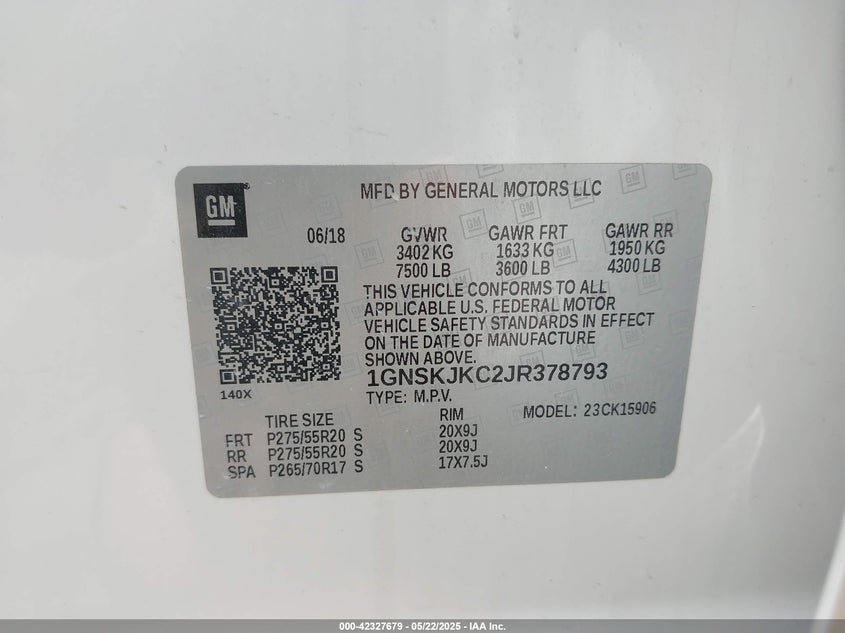 GM
MFD BY GENERAL MOTORS LLC
06/18 GVWR GAWR FRT GAWR RR
3402 KG 1633 KG 1950 KG
7500 LB 3600 LB 4300 LB
THIS VEHICLE CONFORMS TO ALL
APPLICABLE U.S. FEDERAL MOTOR
VEHICLE SAFETY STANDARDS IN EFFECT
ON THE DATE OF MANUFACTURE
SHOWN ABOVE.
1GNSKJKC2JR378793
140X
TYPE: M.P.V. MODEL: 23CK15906
TIRE SIZE RIM
FRT P275/55R20 S 20X9J
RR P275/55R20 S 20X9J
SPA P265/70R17 S 17X7.5J
000-42327679 - 05/22/2025 - IAA Inc.